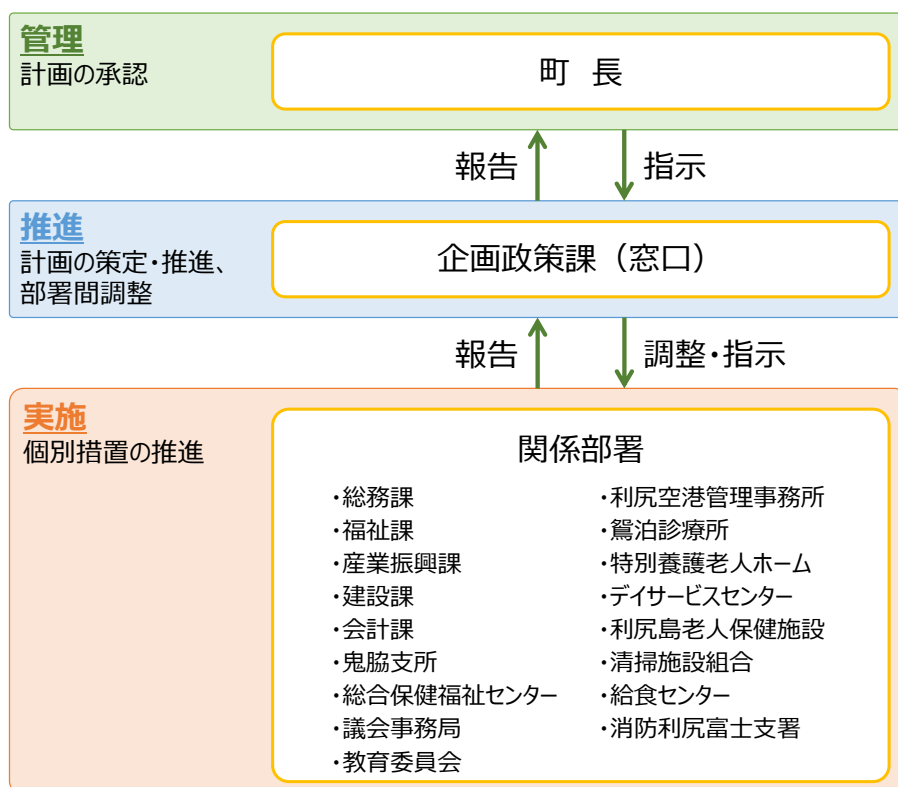 管理
計画の承認
町 長
報告
指示
推進
計画の策定・推進、
部署間調整
企画政策課（窓口）
報告
調整・指示
実施
個別措置の推進
関係部署
・総務課
・福祉課
・産業振興課
・建設課
・会計課
・鬼脇支所
・総合保健福祉センター
・議会事務局
・教育委員会
・利尻空港管理事務所
・鴛泊診療所
・特別養護老人ホーム
・デイサービスセンター
・利尻島老人保健施設
・清掃施設組合
・給食センター
・消防利尻富士支署